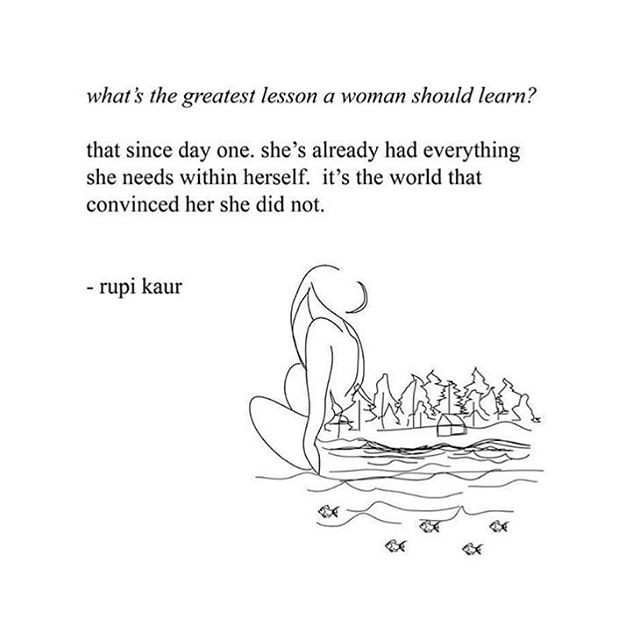 what's the greatest lesson a woman should learn?
that since day one. she's already had everything
she needs within herself. it's the world that
convinced her she did not.
- rupi kaur